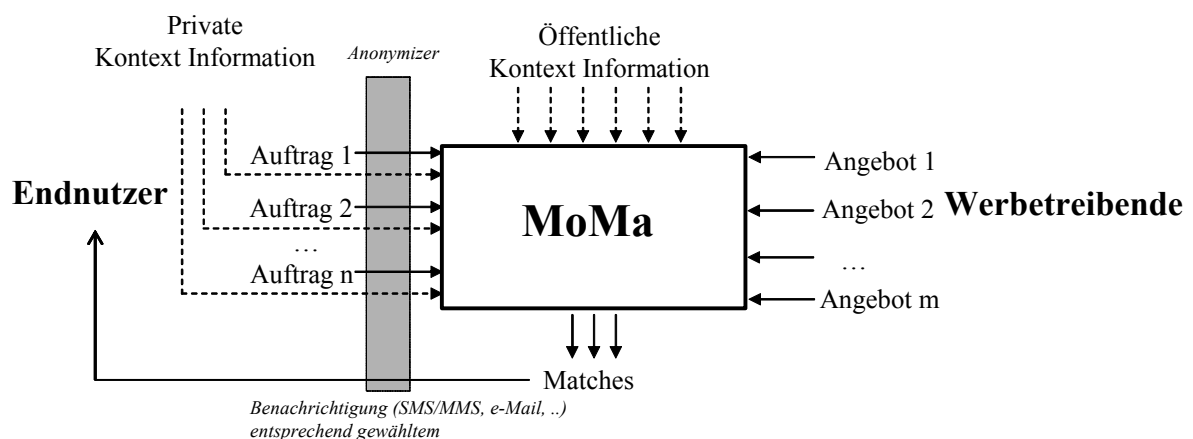 Private
Kontext Information
Anonymizer
Öffentliche
Kontext Information
Auftrag 1
Auftrag 2
…
Auftrag n
Endnutzer
MoMa
Angebot 1
Angebot 2
…
Angebot m
Werbetreibende
Matches
Benachrichtigung (SMS/MMS, e-Mail, ..)
entsprechend gewähltem